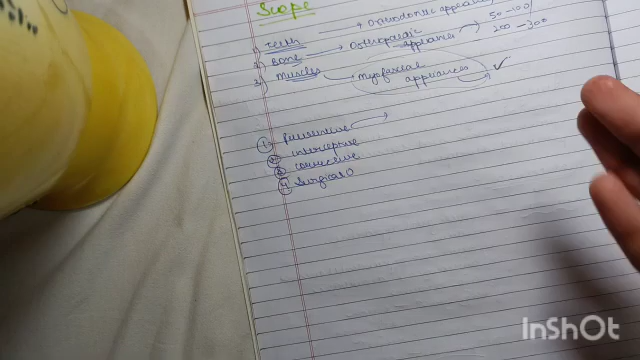 Scope
1) Teeth → Orthodontic appliances 50-100
2) Bone → Orthopaedic appliances → 200-300
3) Muscles → Myofascial appliances ✓
1. Preventive →
2. interceptive
3. corrective
4. Surgical O
InShOt